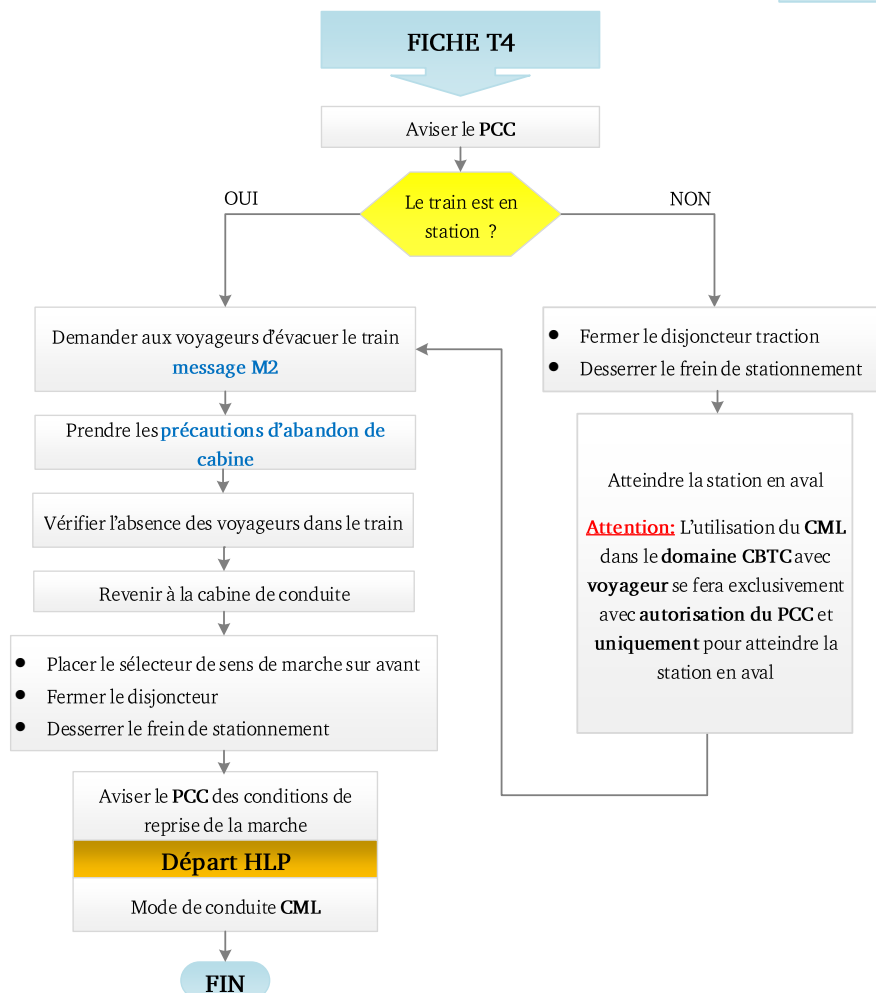 FICHE T4
Aviser le PCC
Le train est en
station ?
OUI
NON
Demander aux voyageurs d'évacuer le train
message M2
Prendre les précautions d'abandon de
cabine
Vérifier l'absence des voyageurs dans le train
Revenir à la cabine de conduite
• Placer le sélecteur de sens de marche sur avant
• Fermer le disjoncteur
• Desserrer le frein de stationnement
Aviser le PCC des conditions de
reprise de la marche
Départ HLP
Mode de conduite CML
FIN
• Fermer le disjoncteur traction
• Desserrer le frein de stationnement
Atteindre la station en aval
Attention: L'utilisation du CML
dans le domaine CBTC avec
voyageur se fera exclusivement
avec autorisation du PCC et
uniquement pour atteindre la
station en aval